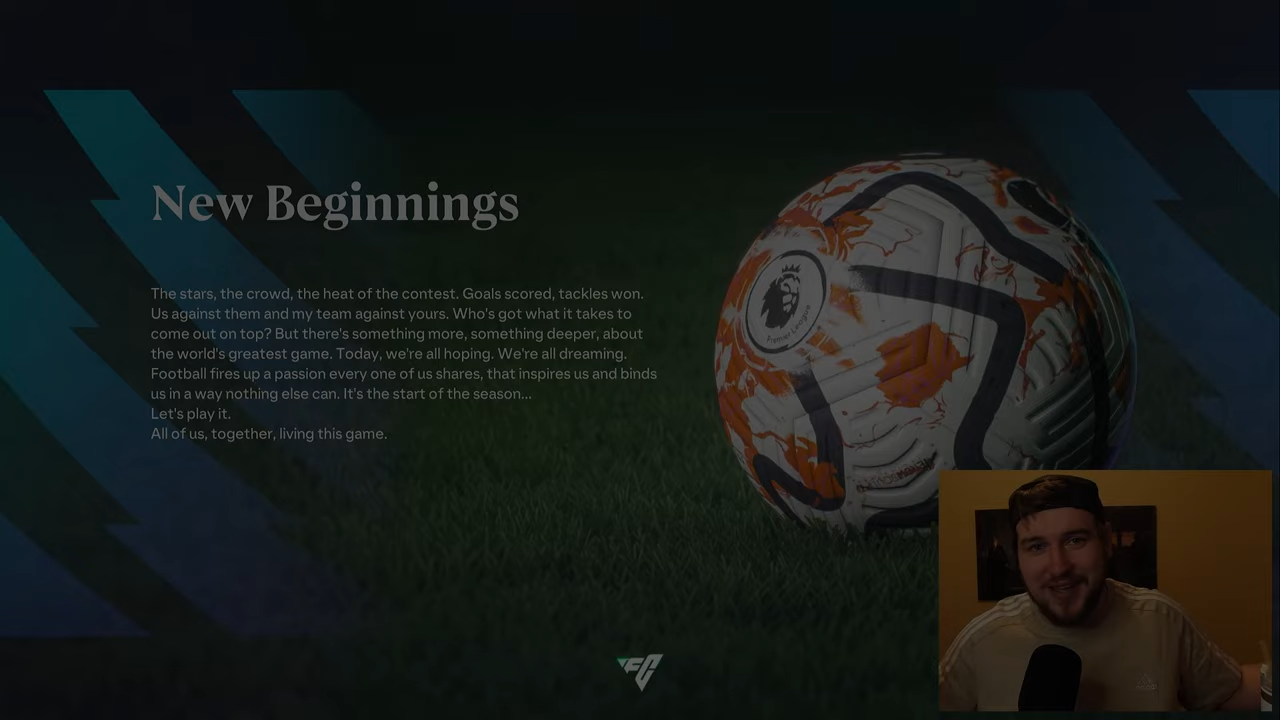 New Beginnings
The stars, the crowd, the heat of the contest. Goals scored, tackles won.
Us against them and my team against yours. Who's got what it takes to
come out on top? But there's something more, something deeper, about
the world's greatest game. Today, we're all hoping. We're all dreaming.
Football fires up a passion every one of us shares, that inspires us and binds
us in a way nothing else can. It's the start of the season...
Let's play it.
All of us, together, living this game.
Premier League
FC